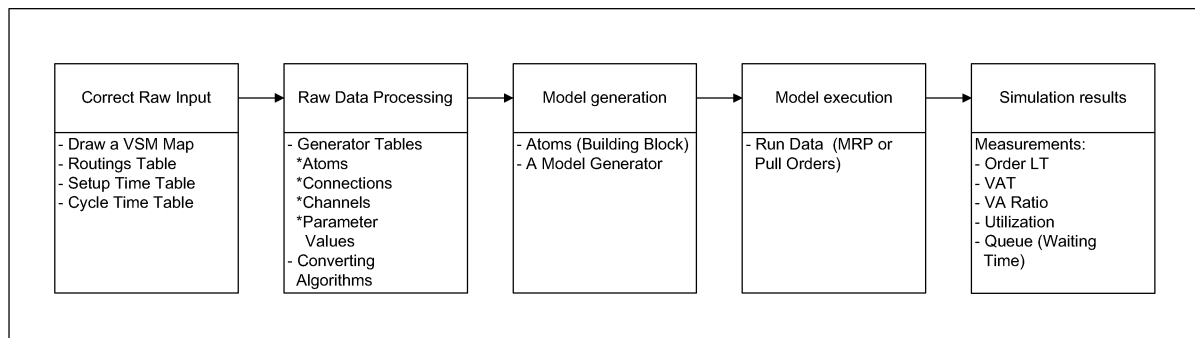 Correct Raw Input
- Draw a VSM Map
- Routings Table
- Setup Time Table
- Cycle Time Table
Raw Data Processing
- Generator Tables
*Atoms
*Connections
*Channels
*Parameter
Values
- Converting
Algorithms
Model generation
- Atoms (Building Block)
- A Model Generator
Model execution
- Run Data (MRP or
Pull Orders)
Simulation results
Measurements:
- Order LT
- VAT
- VA Ratio
- Utilization
- Queue (Waiting
Time)